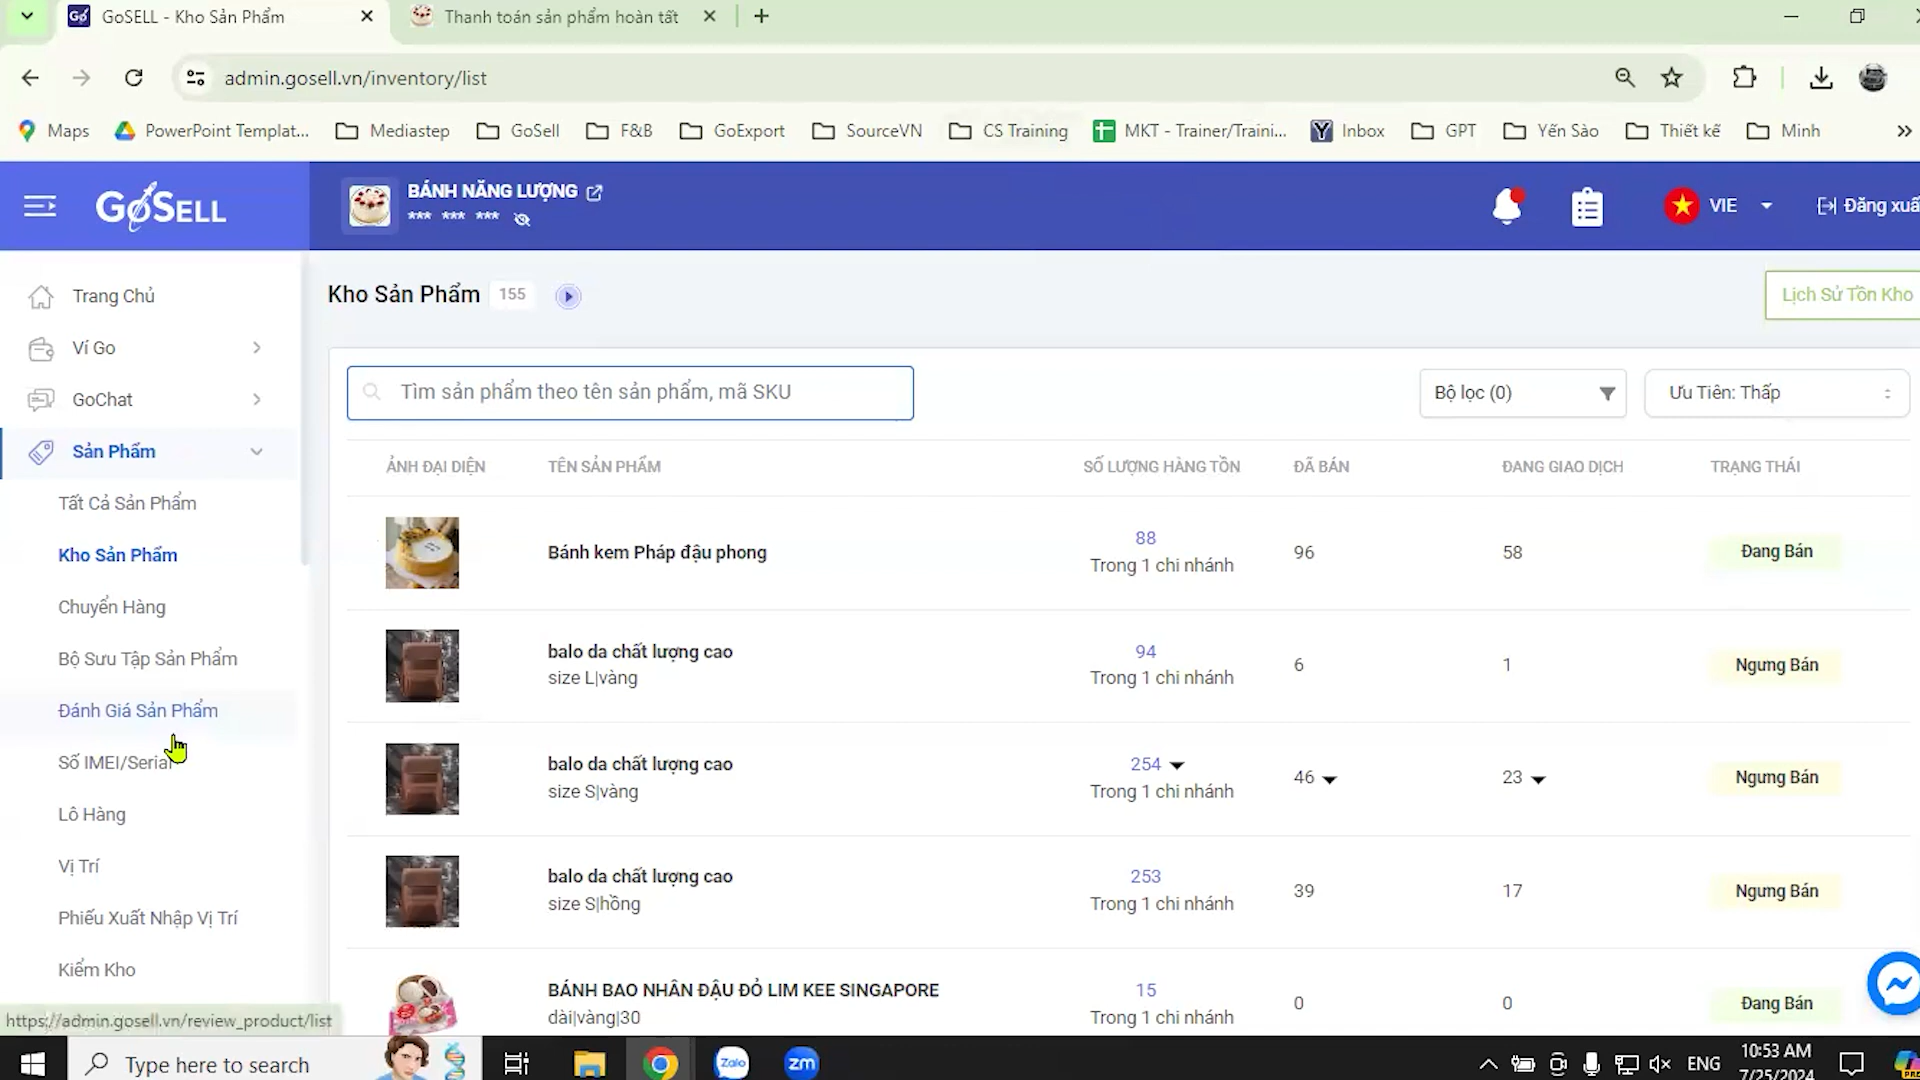 GoSELL - Kho Sản Phẩm
Thanh toán sản phẩm hoàn tất
admin.gosell.vn/inventory/list
Maps
PowerPoint Templat...
Mediastep
GoSell
F&B
GoExport
SourceVN
CS Training
MKT - Trainer/Traini...
Inbox
GPT
Yến Sào
Thiết kế
Minh
GoSELL
BÁNH NĂNG LƯỢNG
*** *** ***
VIE
Đăng xuấ
Trang Chủ
Ví Go
GoChat
Sản Phẩm
Tất Cả Sản Phẩm
Kho Sản Phẩm
Chuyển Hàng
Bộ Sưu Tập Sản Phẩm
Đánh Giá Sản Phẩm
Số IMEI/Serial
Lô Hàng
Vị Trí
Phiếu Xuất Nhập Vị Trí
Kiểm Kho
https://admin.gosell.vn/review_product/list
Kho Sản Phẩm 155
Lịch Sử Tồn Kho
Tìm sản phẩm theo tên sản phẩm, mã SKU
Bộ lọc (0)
Ưu Tiên: Thấp
ẢNH ĐẠI DIỆN TÊN SẢN PHẨM SỐ LƯỢNG HÀNG TỒN ĐÃ BÁN ĐANG GIAO DỊCH TRẠNG THÁI
Bánh kem Pháp đậu phong
88
Trong 1 chi nhánh
96
58
Đang Bán
balo da chất lượng cao
size L|vàng
94
Trong 1 chi nhánh
6
1
Ngưng Bán
balo da chất lượng cao
size S|vàng
254
Trong 1 chi nhánh
46
23
Ngưng Bán
balo da chất lượng cao
size S|hồng
253
Trong 1 chi nhánh
39
17
Ngưng Bán
BÁNH BAO NHÂN ĐẬU ĐỎ LIM KEE SINGAPORE
dài|vàng|30
15
Trong 1 chi nhánh
0
0
Đang Bán
Type here to search
Zalo
zm
ENG
10:53 AM
7/25/2024
PRE